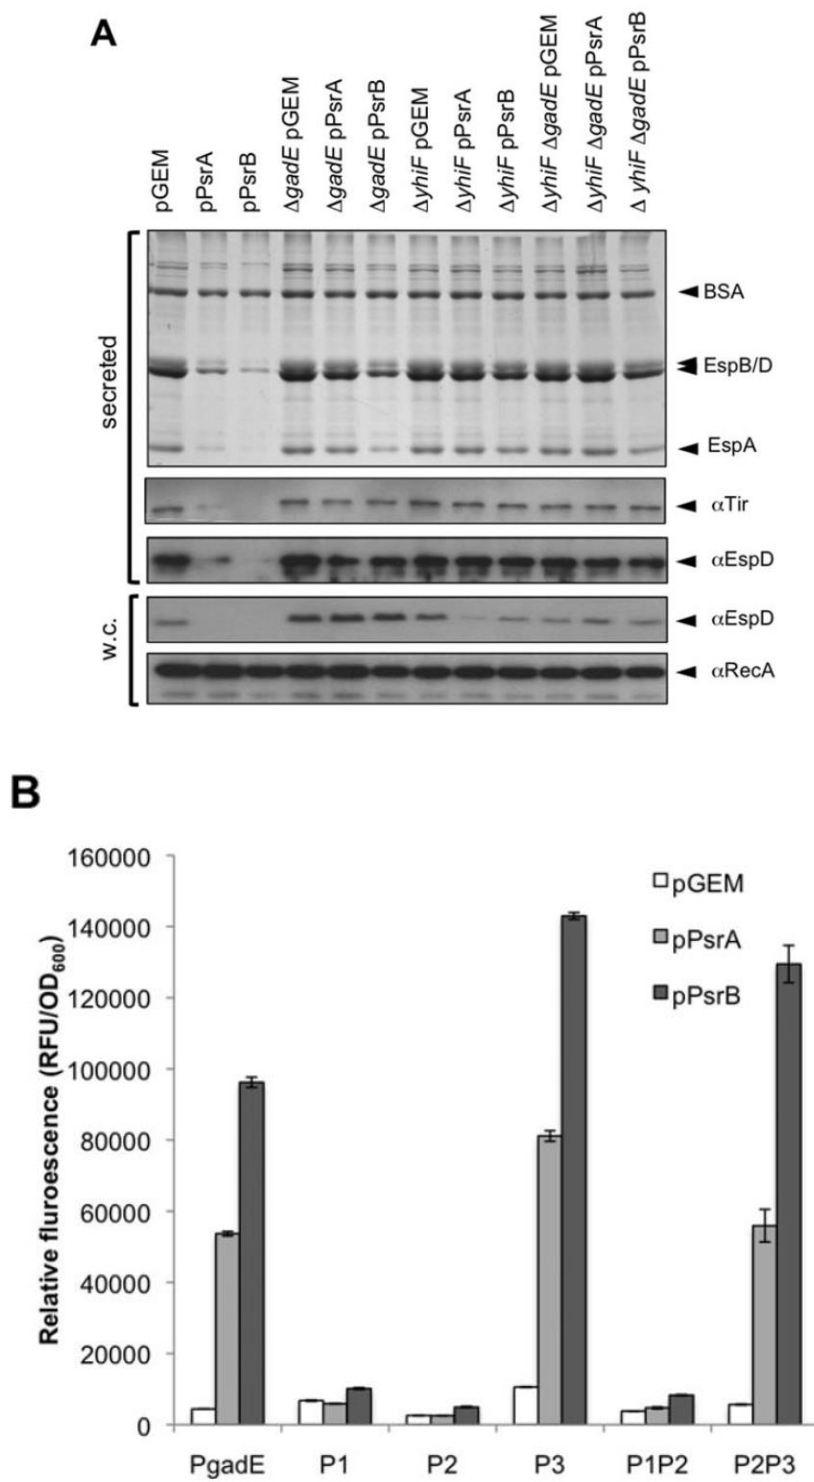 A
pGEM
pPsrA
pPsrB
ΔgadE pGEM
ΔgadE pPsrA
ΔgadE pPsrB
ΔyhiF pGEM
ΔyhiF pPsrA
ΔyhiF pPsrB
ΔyhiF ΔgadE pGEM
ΔyhiF ΔgadE pPsrA
Δ yhiF ΔgadE pPsrB
secreted
BSA
EspB/D
EspA
αTir
αEspD
w.c.
αEspD
αRecA
B
Relative fluroescence (RFU/OD600)
160000
140000
120000
100000
80000
60000
40000
20000
0
pGEM
pPsrA
pPsrB
PgadE P1 P2 P3 P1P2 P2P3